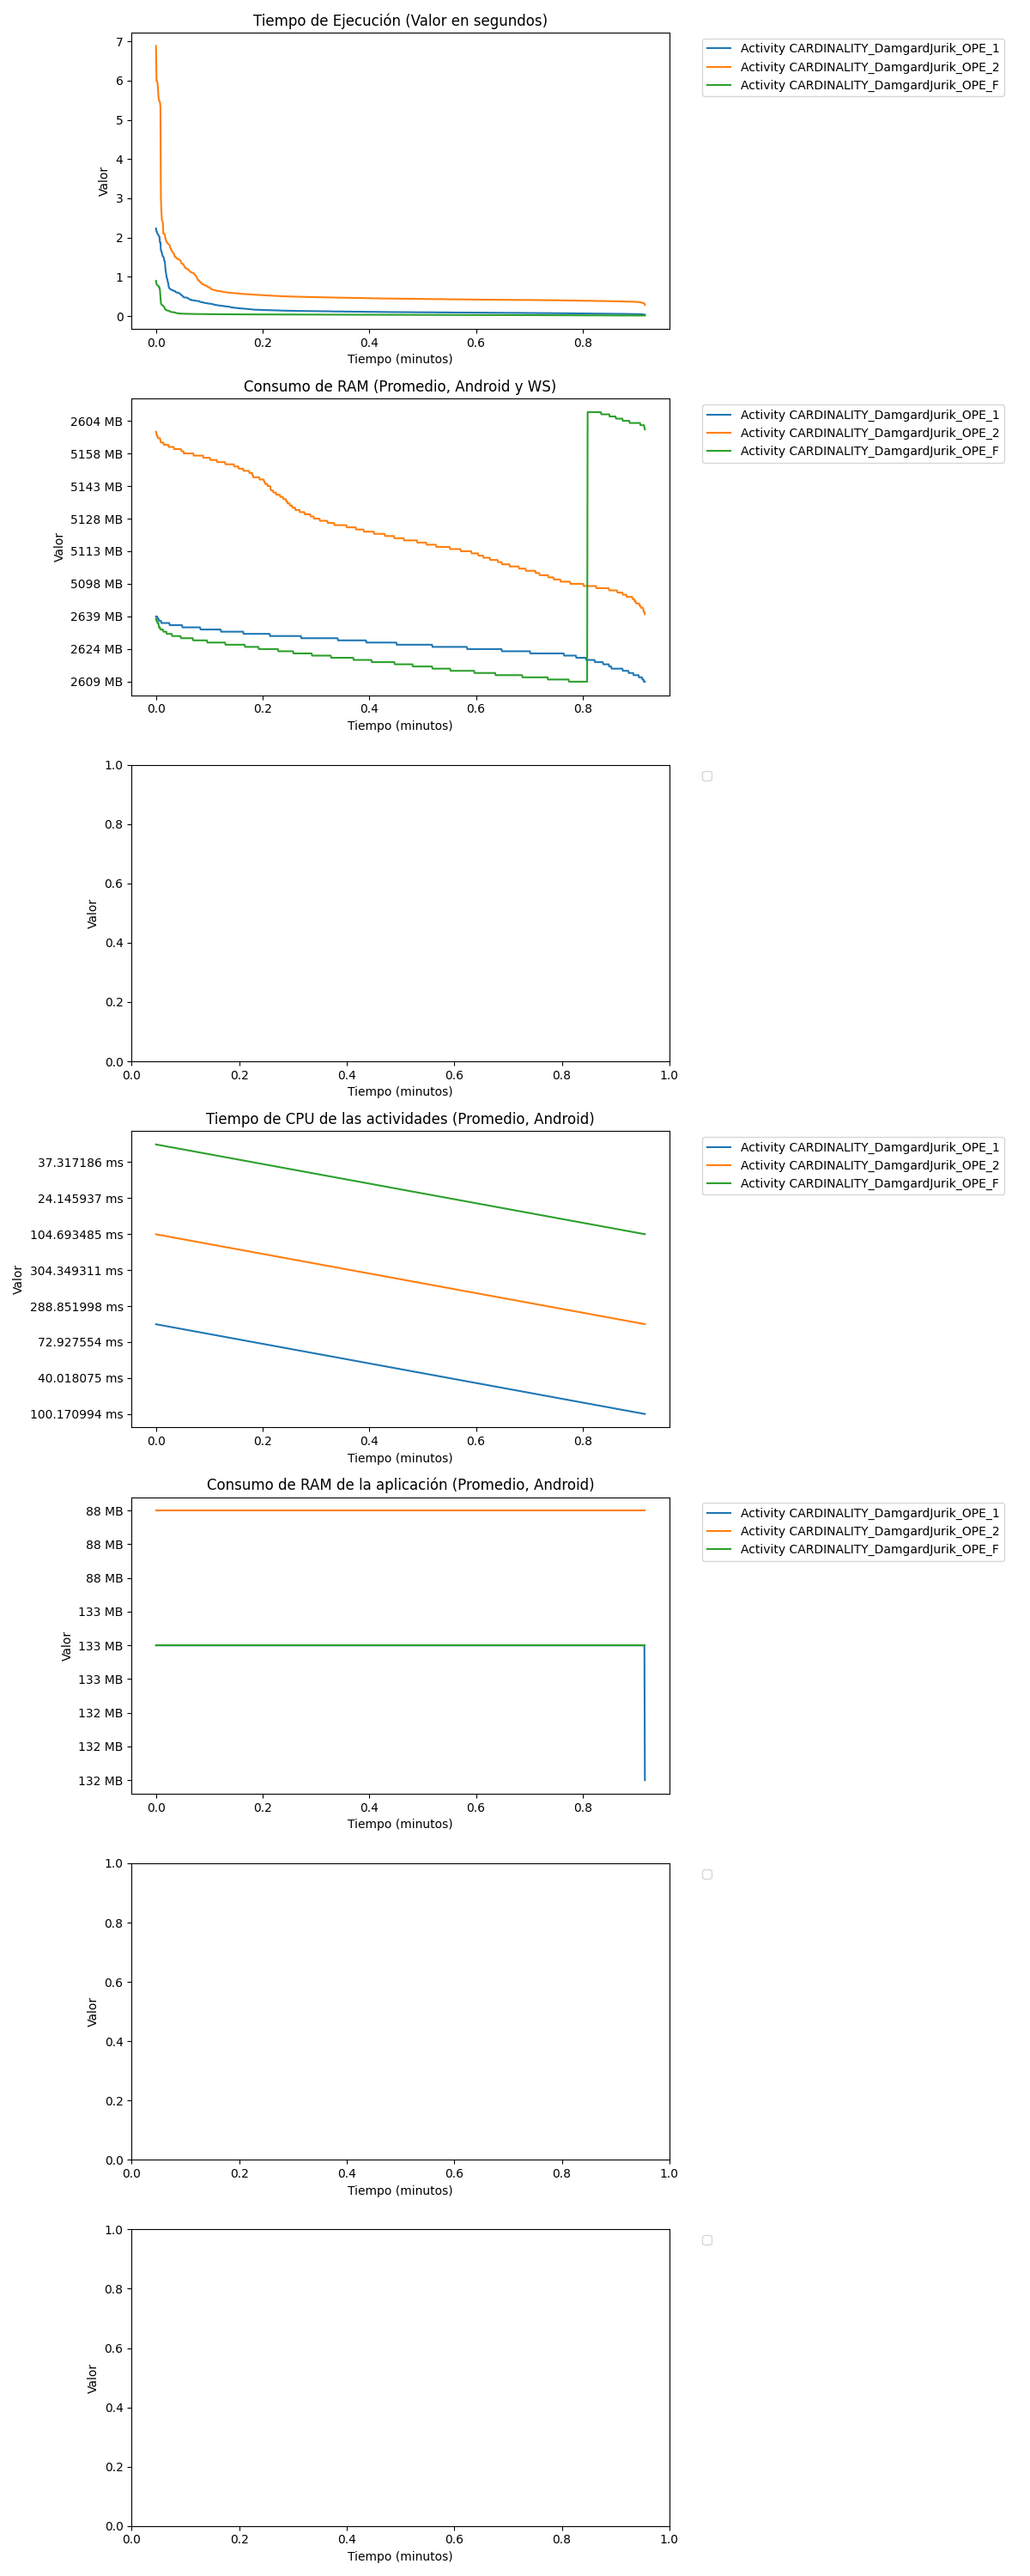 Tiempo de Ejecución (Valor en segundos)
7
6
5
4
3
2
1
0
Valor
0.0 0.2 0.4 0.6 0.8
Tiempo (minutos)
Activity CARDINALITY_DamgardJurik_OPE_1
Activity CARDINALITY_DamgardJurik_OPE_2
Activity CARDINALITY_DamgardJurik_OPE_F
Consumo de RAM (Promedio, Android y WS)
2604 MB
5158 MB
5143 MB
5128 MB
5113 MB
5098 MB
2639 MB
2624 MB
2609 MB
Valor
0.0 0.2 0.4 0.6 0.8
Tiempo (minutos)
Activity CARDINALITY_DamgardJurik_OPE_1
Activity CARDINALITY_DamgardJurik_OPE_2
Activity CARDINALITY_DamgardJurik_OPE_F
1.0
0.8
0.6
0.4
0.2
0.0
Valor
0.0 0.2 0.4 0.6 0.8 1.0
Tiempo (minutos)
Tiempo de CPU de las actividades (Promedio, Android)
37.317186 ms
24.145937 ms
104.693485 ms
304.349311 ms
288.851998 ms
72.927554 ms
40.018075 ms
100.170994 ms
Valor
0.0 0.2 0.4 0.6 0.8
Tiempo (minutos)
Activity CARDINALITY_DamgardJurik_OPE_1
Activity CARDINALITY_DamgardJurik_OPE_2
Activity CARDINALITY_DamgardJurik_OPE_F
Consumo de RAM de la aplicación (Promedio, Android)
88 MB
88 MB
88 MB
133 MB
133 MB
133 MB
132 MB
132 MB
132 MB
Valor
0.0 0.2 0.4 0.6 0.8
Tiempo (minutos)
Activity CARDINALITY_DamgardJurik_OPE_1
Activity CARDINALITY_DamgardJurik_OPE_2
Activity CARDINALITY_DamgardJurik_OPE_F
1.0
0.8
0.6
0.4
0.2
0.0
Valor
0.0 0.2 0.4 0.6 0.8 1.0
Tiempo (minutos)
1.0
0.8
0.6
0.4
0.2
0.0
Valor
0.0 0.2 0.4 0.6 0.8 1.0
Tiempo (minutos)